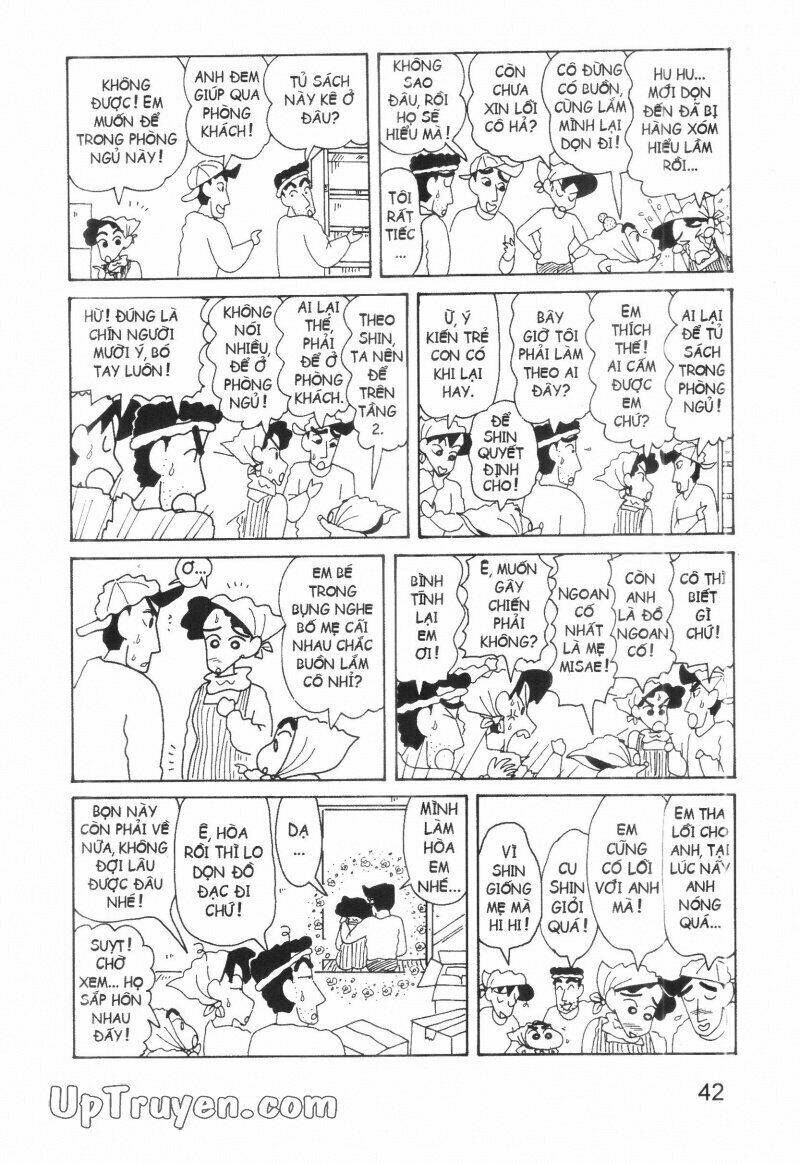 HU HU...
MỚI DỌN
ĐẾN ĐÃ BỊ
HÀNG XÓM
HIỂU LẦM
RỒI...
CÔ ĐỪNG
CÓ BUỒN,
CÙNG LẮM
MÌNH LẠI
DỌN ĐI!
CÒN
CHƯA
XIN LỖI
CÔ HẢ?
KHÔNG
SAO
ĐÂU, RỒI
HỌ SẼ
HIỂU MÀ!
TÔI
RẤT
TIẾC
...
TỦ SÁCH
NÀY KÊ Ở
ĐÂU?
ANH ĐEM
GIÚP QUA
PHÒNG
KHÁCH!
KHÔNG
ĐƯỢC! EM
MUỐN ĐỂ
TRONG PHÒNG
NGỦ NÀY!
AI LẠI
ĐỂ TỦ
SÁCH
TRONG
PHÒNG
NGỦ!
EM
THÍCH
THẾ!
AI CẤM
ĐƯỢC
EM
CHỨ?
BÂY
GIỜ TÔI
PHẢI LÀM
THEO AI
ĐÂY?
ĐỂ
SHIN
QUYẾT
ĐỊNH
CHO!
Ừ, Ý
KIẾN TRẺ
CON CÓ
KHI LẠI
HAY.
THEO
SHIN,
TA NÊN
ĐỂ
TRÊN
TẦNG
2.
AI LẠI
THẾ,
PHẢI
ĐỂ Ở
PHÒNG
KHÁCH.
KHÔNG
NÓI
NHIỀU,
ĐỂ Ở
PHÒNG
NGỦ!
HỪ! ĐÚNG LÀ
CHÍN NGƯỜI
MƯỜI Ý, BÓ
TAY LUÔN!
CÔ THÌ
BIẾT
GÌ
CHỨ!
CÒN
ANH
LÀ ĐỒ
NGOAN
CỐ!
NGOAN
CỐ
NHẤT
LÀ MẸ
MISAE!
Ê, MUỐN
GÂY
CHIẾN
PHẢI
KHÔNG?
BÌNH
TĨNH
LẠI
EM
ƠI!
EM BÉ
TRONG
BỤNG NGHE
BỐ MẸ CÃI
NHAU CHẮC
BUỒN LẮM
CÔ NHỈ?
Ơ...
EM THA
LỖI CHO
ANH, TẠI
LÚC NÃY
ANH
NÓNG
QUÁ...
EM
CŨNG
CÓ LỖI
VỚI ANH
MÀ!
CU
SHIN
GIỎI
QUÁ!
VÌ
SHIN
GIỐNG
MẸ MÀ
HI HI!
MÌNH
LÀM
HÒA
EM
NHÉ...
DẠ
...
Ê, HÒA
RỒI THÌ LO
DỌN ĐỒ
ĐẠC ĐI
CHỨ!
BỌN NÀY
CÒN PHẢI VỀ
NỮA, KHÔNG
ĐỢI LÂU
ĐƯỢC ĐÂU
NHÉ!
SUỴT!
CHỜ
XEM... HỌ
SẮP HÔN
NHAU
ĐẤY!
UpTruyen.com
42